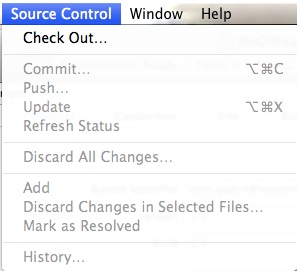 Source Control Window Help
Check Out...
Commit... ⌥⌘C
Push...
Update ⌥⌘X
Refresh Status
Discard All Changes...
Add
Discard Changes in Selected Files...
Mark as Resolved
History...